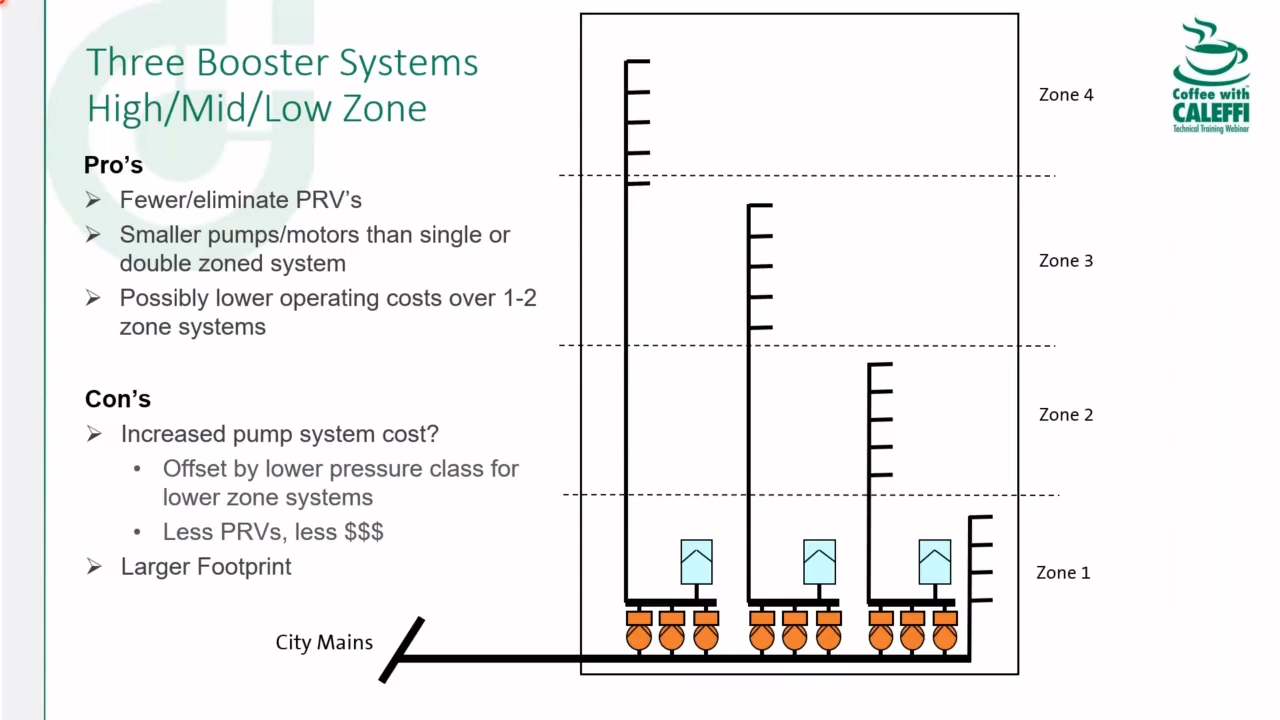 Three Booster Systems
High/Mid/Low Zone
Pro's
Fewer/eliminate PRV's
Smaller pumps/motors than single or
double zoned system
Possibly lower operating costs over 1-2
zone systems
Con's
Increased pump system cost?
Offset by lower pressure class for
lower zone systems
Less PRVs, less $$$
Larger Footprint
City Mains
Zone 4
Zone 3
Zone 2
Zone 1
Coffee with
CALEFFI
Technical Training Webinar